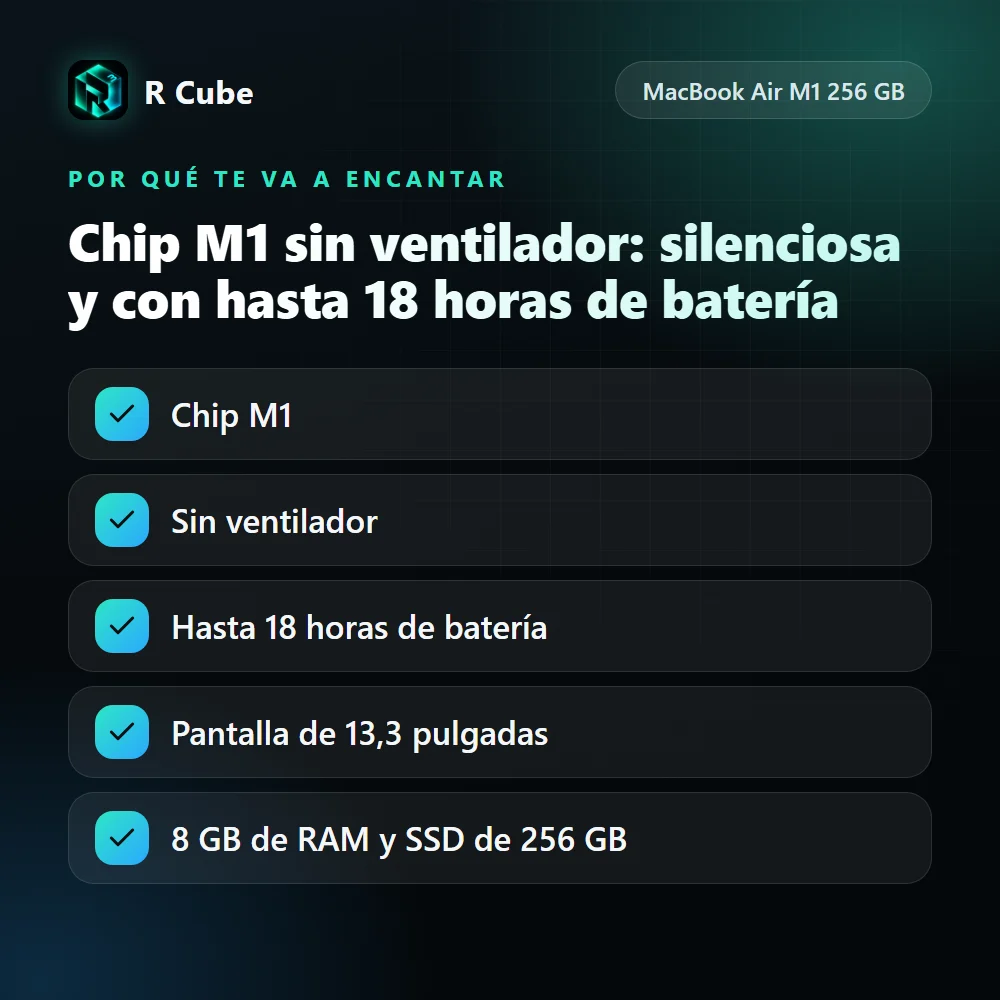 R Cube
MacBook Air M1 256 GB
POR QUÉ TE VA A ENCANTAR
Chip M1 sin ventilador: silenciosa
y con hasta 18 horas de batería
Chip M1
Sin ventilador
Hasta 18 horas de batería
Pantalla de 13,3 pulgadas
8 GB de RAM y SSD de 256 GB